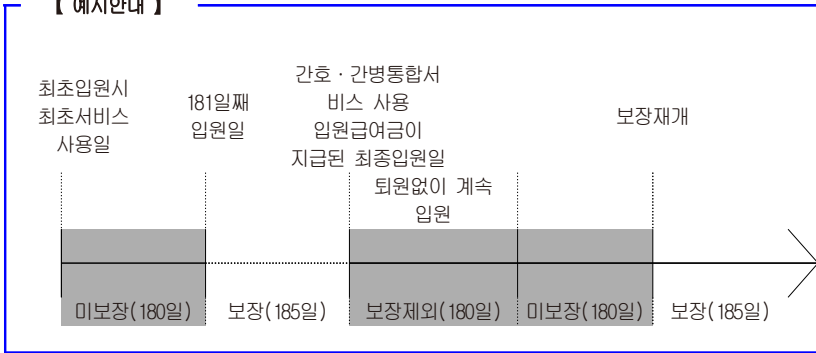 【 예시안내 】
최초입원시
최초서비스
사용일
181일째
입원일
간호ㆍ간병통합서
비스 사용
입원급여금이
지급된 최종입원일
퇴원없이 계속
입원
보장재개
미보장(180일)
보장(185일)
보장제외(180일)
미보장(180일)
보장(185일)